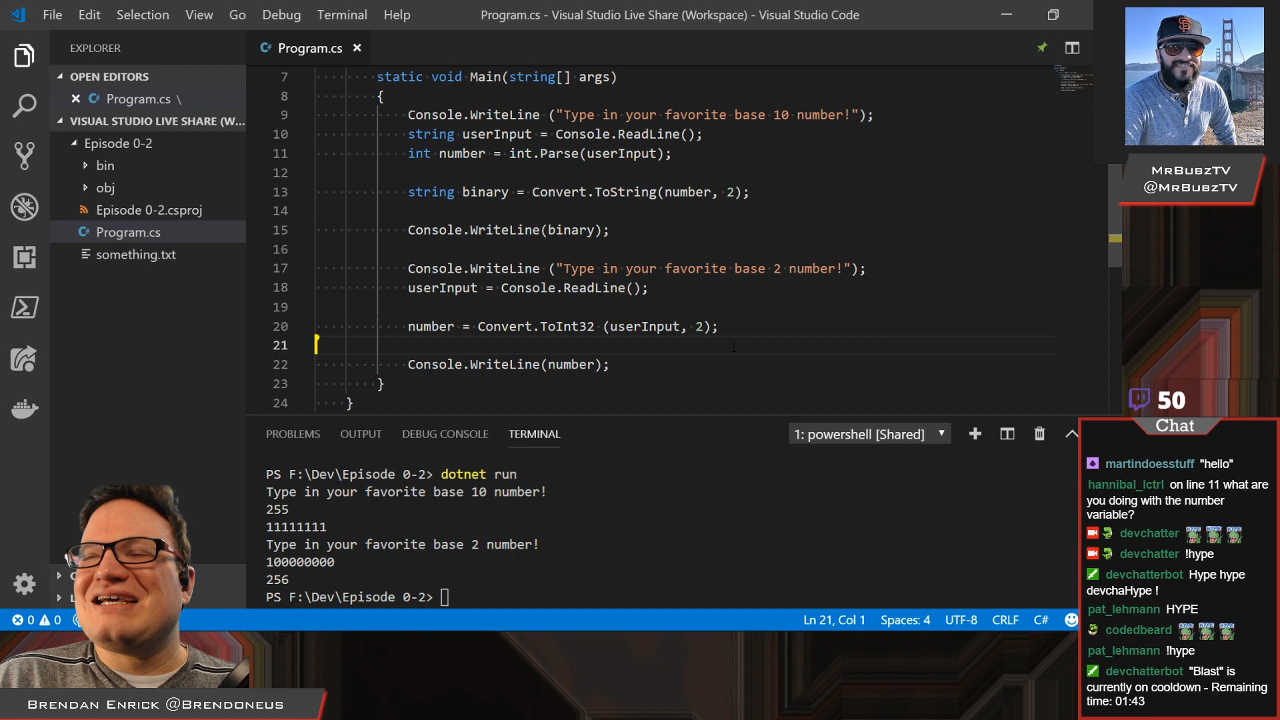 File Edit Selection View Go Debug Terminal Help
Program.cs - Visual Studio Live Share (Workspace) - Visual Studio Code
EXPLORER
OPEN EDITORS
Program.cs \
VISUAL STUDIO LIVE SHARE (W...
Episode 0-2
bin
obj
Episode 0-2.csproj
Program.cs
something.txt
Program.cs
7 static void Main(string[] args)
8 {
9 Console.WriteLine ("Type in your favorite base 10 number!");
10 string userInput = Console.ReadLine();
11 int number = int.Parse(userInput);
12
13 string binary = Convert.ToString(number, 2);
14
15 Console.WriteLine(binary);
16
17 Console.WriteLine ("Type in your favorite base 2 number!");
18 userInput = Console.ReadLine();
19
20 number = Convert.ToInt32 (userInput, 2);
21
22 Console.WriteLine(number);
23 }
24 }
PROBLEMS OUTPUT DEBUG CONSOLE TERMINAL
1: powershell [Shared]
PS F:\Dev\Episode 0-2> dotnet run
Type in your favorite base 10 number!
255
11111111
Type in your favorite base 2 number!
100000000
256
PS F:\Dev\Episode 0-2>
0 0
Ln 21, Col 1 Spaces: 4 UTF-8 CRLF C#
MrBubzTV
@MrBubzTV
50
Chat
martindoesstuff "hello"
hannibal_lctrl on line 11 what are
you doing with the number
variable?
devchatter
devchatter !hype
devchatterbot Hype hype
devchaHype !
pat_lehmann HYPE
codedbeard
pat_lehmann !hype
devchatterbot "Blast" is
currently on cooldown - Remaining
time: 01:43
Brendan Enrick @Brendoneus